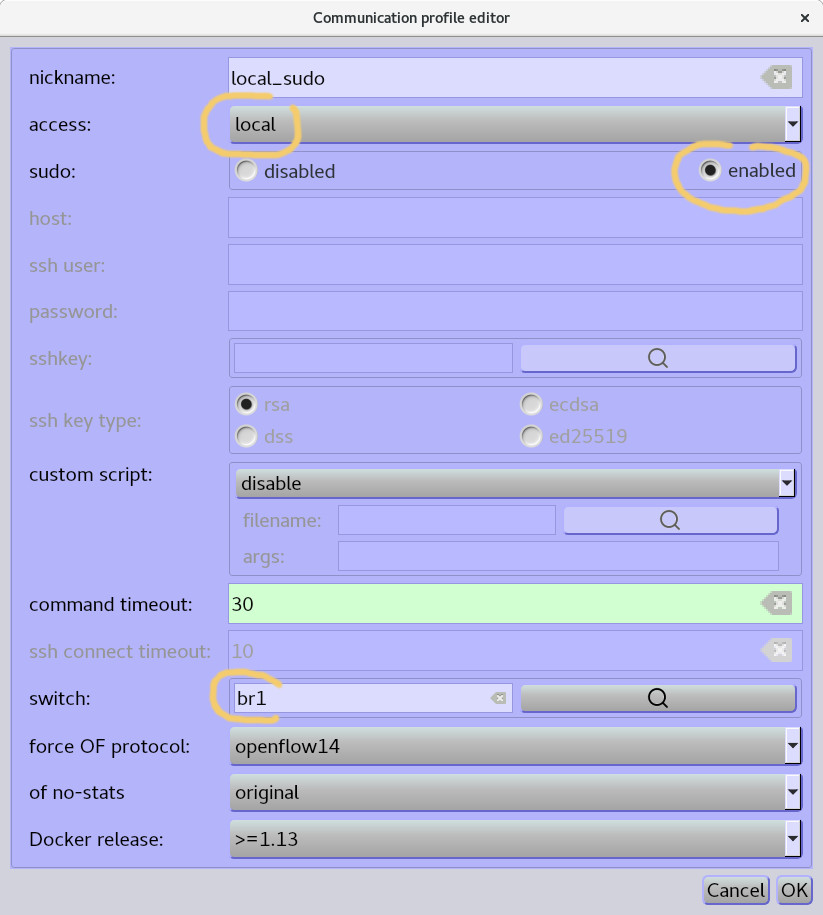 Communication profile editor
nickname: local_sudo
access: local
sudo: disabled enabled
host:
ssh user:
password:
sshkey:
ssh key type: rsa ecdsa
dss ed25519
custom script: disable
filename:
args:
command timeout: 30
ssh connect timeout: 10
switch: br1
force OF protocol: openflow14
of no-stats original
Docker release: >=1.13
Cancel OK